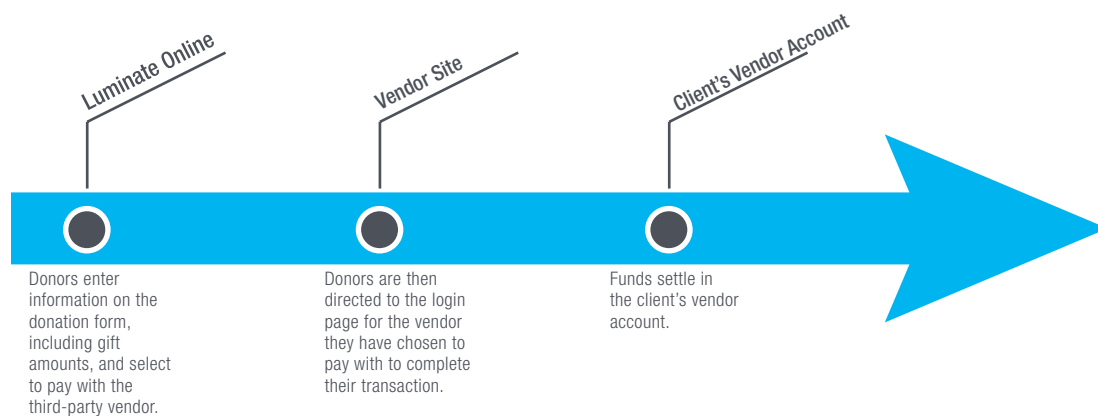 Luminate Online
Vendor Site
Client's Vendor Account
Donors enter
information on the
donation form,
including gift
amounts, and select
to pay with the
third-party vendor.
Donors are then
directed to the login
page for the vendor
they have chosen to
pay with to complete
their transaction.
Funds settle in
the client's vendor
account.